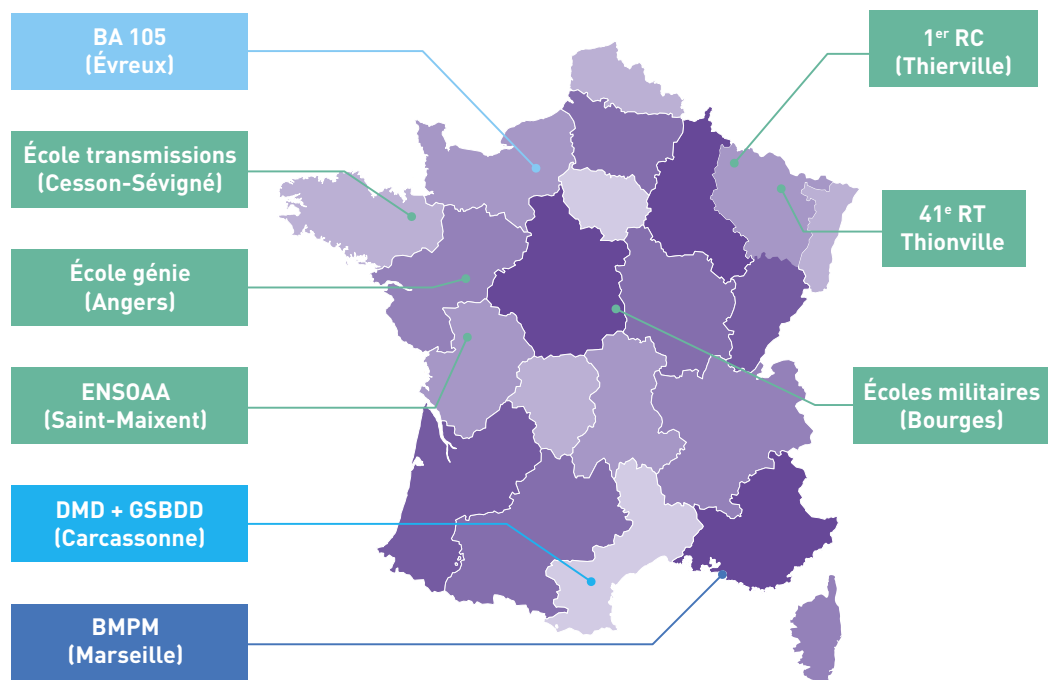 BA 105
(Évreux)
École transmissions
(Cesson-Sévigné)
École génie
(Angers)
ENSOAA
(Saint-Maixent)
DMD + GSBDD
(Carcassonne)
BMPM
(Marseille)
1er RC
(Thierville)
41e RT
Thionville
Écoles militaires
(Bourges)